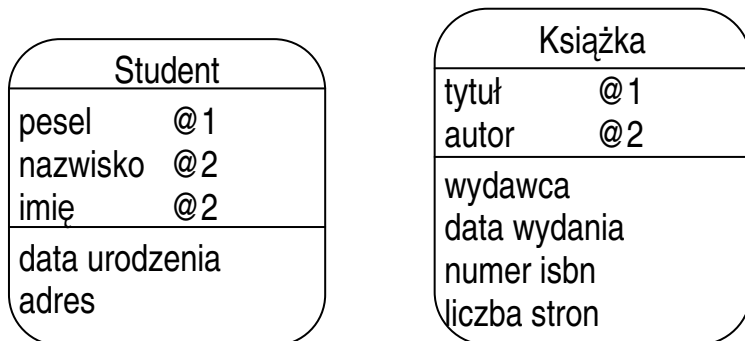 Student
pesel @1
nazwisko @2
imię @2
data urodzenia
adres
Książka
tytuł @1
autor @2
wydawca
data wydania
numer isbn
liczba stron